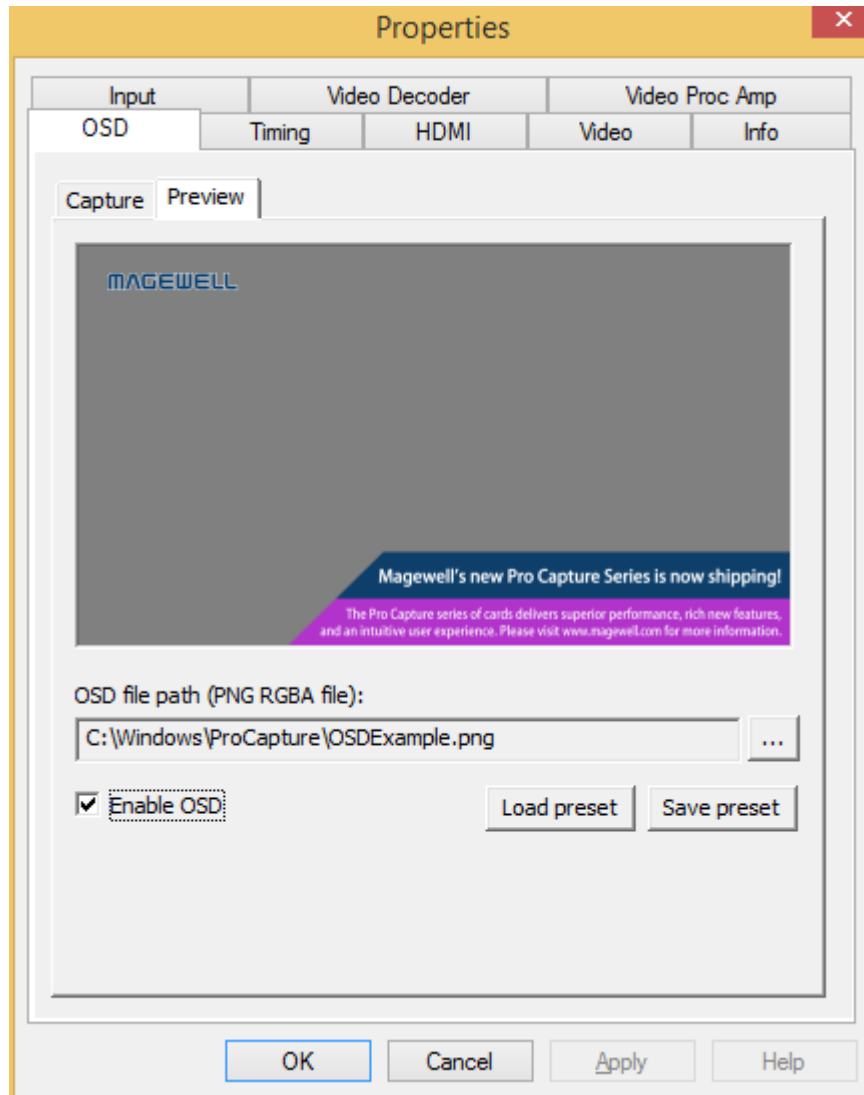 Properties
Input Video Decoder Video Proc Amp
OSD Timing HDMI Video Info
Capture Preview
MAGEWELL
Magewell's new Pro Capture Series is now shipping!
The Pro Capture series of cards delivers superior performance, rich new features,
and an intuitive user experience. Please visit www.magewell.com for more information.
OSD file path (PNG RGBA file):
C:\Windows\ProCapture\OSDExample.png ...
Enable OSD Load preset Save preset
OK Cancel Apply Help